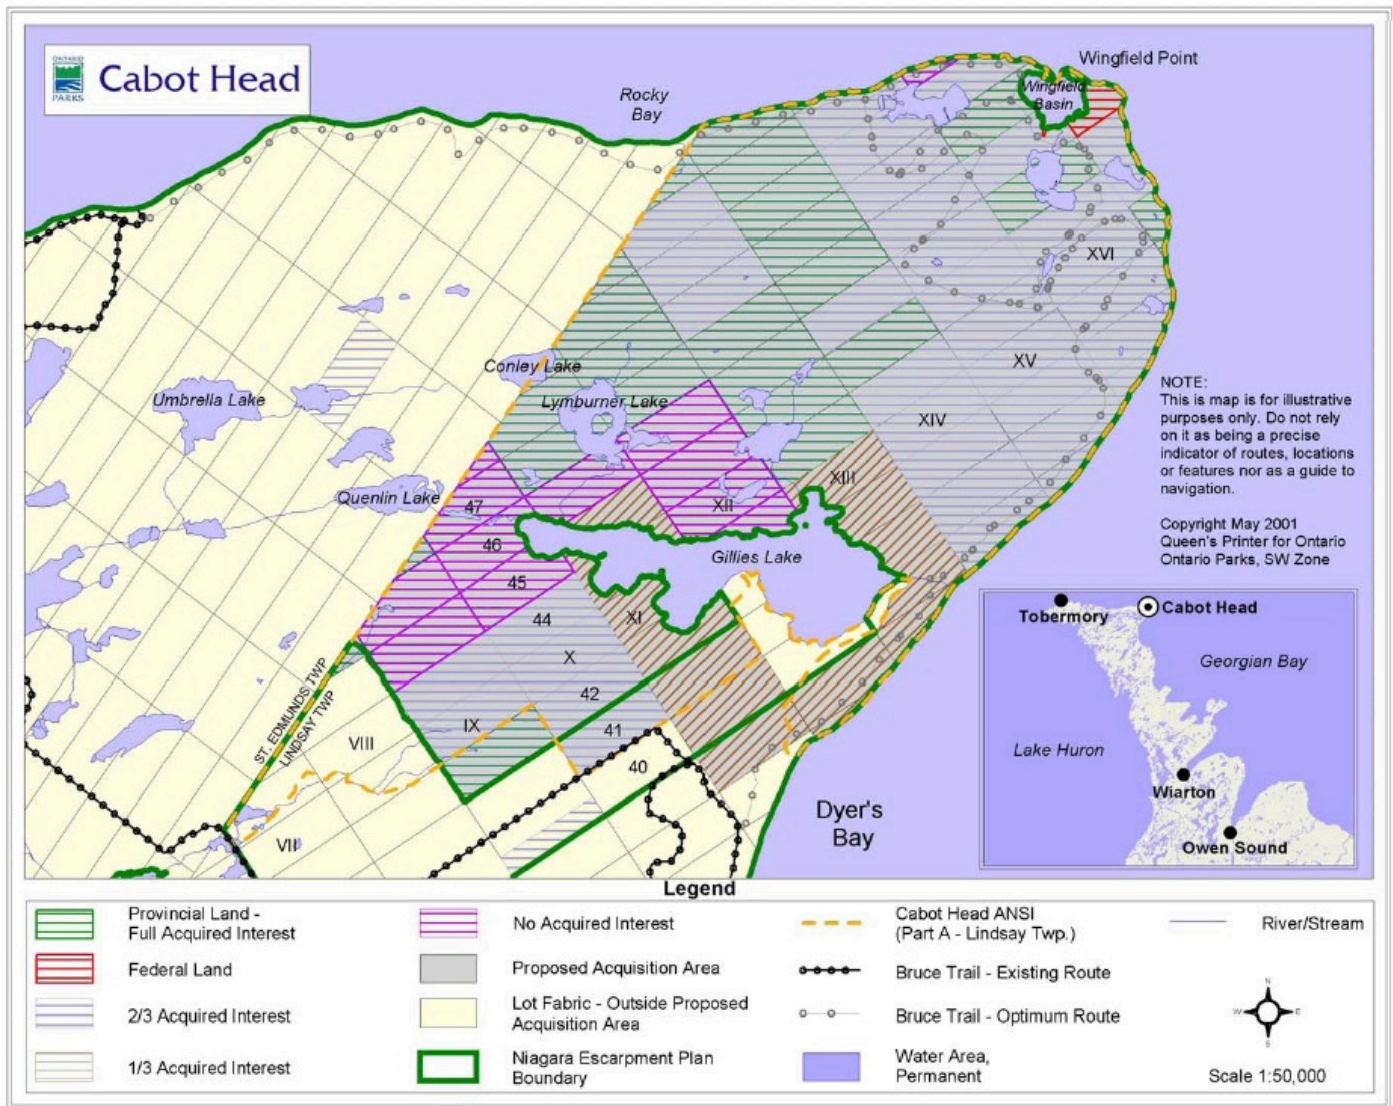 ONTARIO
PARKS
Cabot Head
Wingfield Point
Wingfield
Basin
Rocky
Bay
XVI
Conley Lake
XV
NOTE:
This is map is for illustrative
purposes only. Do not rely
on it as being a precise
indicator of routes, locations
or features nor as a guide to
navigation.
Umbrella Lake
Lymburner Lake
XIV
XIII
Quenlin Lake
47
XII
Copyright May 2001
Queen's Printer for Ontario
Ontario Parks, SW Zone
46
Gillies Lake
45
44
XI
Tobermory
Cabot Head
X
Georgian Bay
ST. EDMUNDS TWP
LINDSAY TWP
42
IX
41
VIII
Lake Huron
40
Wiarton
Dyer's
Bay
VII
Owen Sound
Legend
Provincial Land -
Full Acquired Interest
Federal Land
2/3 Acquired Interest
1/3 Acquired Interest
No Acquired Interest
Proposed Acquisition Area
Lot Fabric - Outside Proposed
Acquisition Area
Niagara Escarpment Plan
Boundary
Cabot Head ANSI
(Part A - Lindsay Twp.)
Bruce Trail - Existing Route
Bruce Trail - Optimum Route
Water Area,
Permanent
River/Stream
N
W E
S
Scale 1:50,000